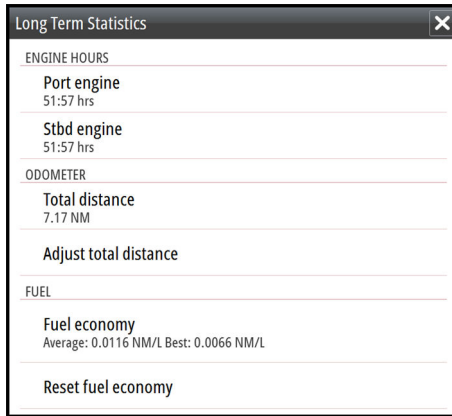 Long Term Statistics
ENGINE HOURS
Port engine
51:57 hrs
Stbd engine
51:57 hrs
ODOMETER
Total distance
7.17 NM
Adjust total distance
FUEL
Fuel economy
Average: 0.0116 NM/L Best: 0.0066 NM/L
Reset fuel economy